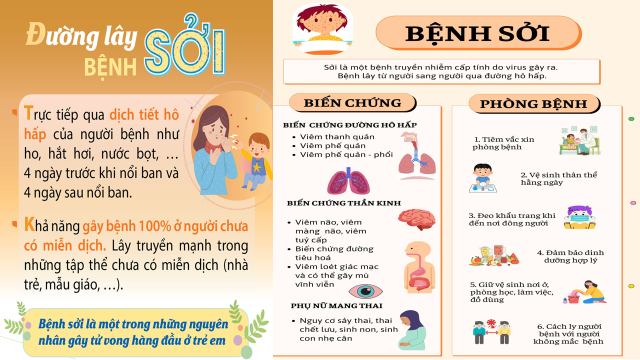 Đường lây
BỆNH SỞI
Trực tiếp qua dịch tiết hô
hấp của người bệnh như
ho, hắt hơi, nước bọt, …
4 ngày trước khi nổi ban và
4 ngày sau nổi ban.
Khả năng gây bệnh 100% ở người chưa
có miễn dịch. Lây truyền mạnh trong
những tập thể chưa có miễn dịch (nhà
trẻ, mẫu giáo, …).
Bệnh sởi là một trong những nguyên
nhân gây tử vong hàng đầu ở trẻ em
BỆNH SỞI
Sởi là một bệnh truyền nhiễm cấp tính do virus gây ra.
Bệnh lây từ người sang người qua đường hô hấp.
BIẾN CHỨNG
BIẾN CHỨNG ĐƯỜNG HÔ HẤP
• Viêm thanh quản
• Viêm phế quản
• Viêm phế quản - phổi
BIẾN CHỨNG THẦN KINH
• Viêm não, viêm
màng não, viêm
tuỷ cấp
• Biến chứng đường
tiêu hoá
• Viêm loét giác mạc
và có thể gây mù
vĩnh viễn
PHỤ NỮ MANG THAI
• Nguy cơ sảy thai, thai
chết lưu, sinh non, sinh
con nhẹ cân
PHÒNG BỆNH
1. Tiêm vắc xin
phòng bệnh
2. Vệ sinh thân thể
hằng ngày
3. Đeo khẩu trang khi
đến nơi đông người
4. Đảm bảo dinh
dưỡng hợp lý
5. Giữ vệ sinh nơi ở,
phòng học, làm việc,
đồ dùng
6. Cách ly người
bệnh với người
không mắc bệnh